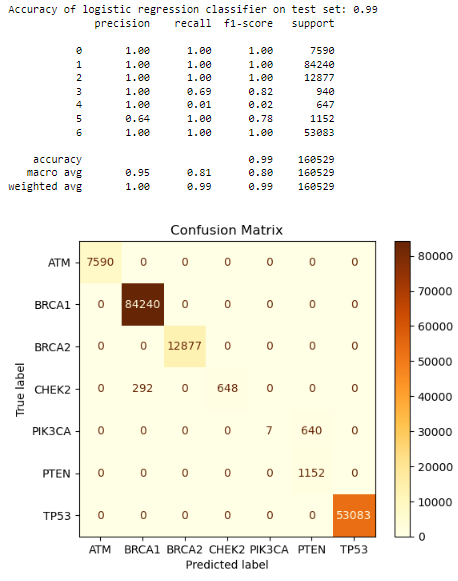 Accuracy of logistic regression classifier on test set: 0.99
precision recall f1-score support
0 1.00 1.00 1.00 7590
1 1.00 1.00 1.00 84240
2 1.00 1.00 1.00 12877
3 1.00 0.69 0.82 940
4 1.00 0.01 0.02 647
5 0.64 1.00 0.78 1152
6 1.00 1.00 1.00 53083
accuracy 0.99 160529
macro avg 0.95 0.81 0.80 160529
weighted avg 1.00 0.99 0.99 160529
Confusion Matrix
ATM 7590 0 0 0 0 0 0
BRCA1 0 84240 0 0 0 0 0
BRCA2 0 0 12877 0 0 0 0
CHEK2 0 292 0 648 0 0 0
PIK3CA 0 0 0 0 7 640 0
PTEN 0 0 0 0 0 1152 0
TP53 0 0 0 0 0 0 53083
ATM BRCA1 BRCA2 CHEK2 PIK3CA PTEN TP53
Predicted label
True label
80000
70000
60000
50000
40000
30000
20000
10000
0